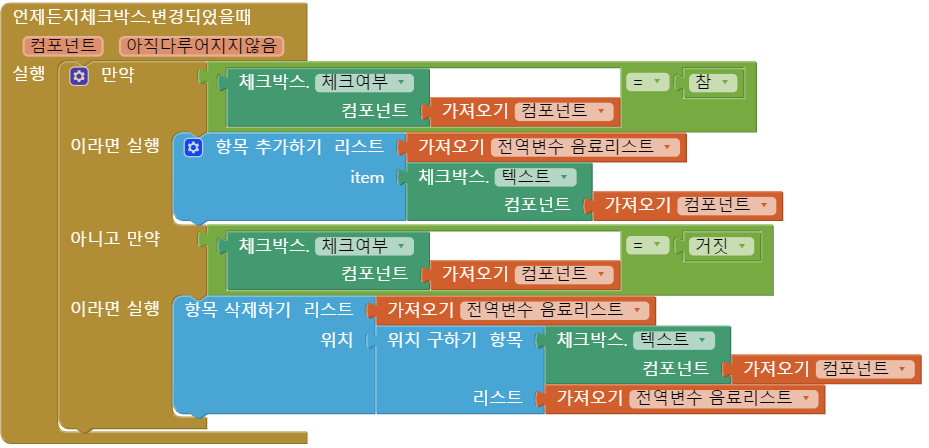 언제든지체크박스.변경되었을때
컴포넌트 아직다루어지지않음
실행 만약 체크박스. 체크여부 = 참
컴포넌트 가져오기 컴포넌트
이라면 실행 항목 추가하기 리스트 가져오기 전역변수 음료리스트
item 체크박스. 텍스트
컴포넌트 가져오기 컴포넌트
아니고 만약 체크박스. 체크여부 = 거짓
컴포넌트 가져오기 컴포넌트
이라면 실행 항목 삭제하기 리스트 가져오기 전역변수 음료리스트
위치 위치 구하기 항목 체크박스. 텍스트
컴포넌트 가져오기 컴포넌트
리스트 가져오기 전역변수 음료리스트